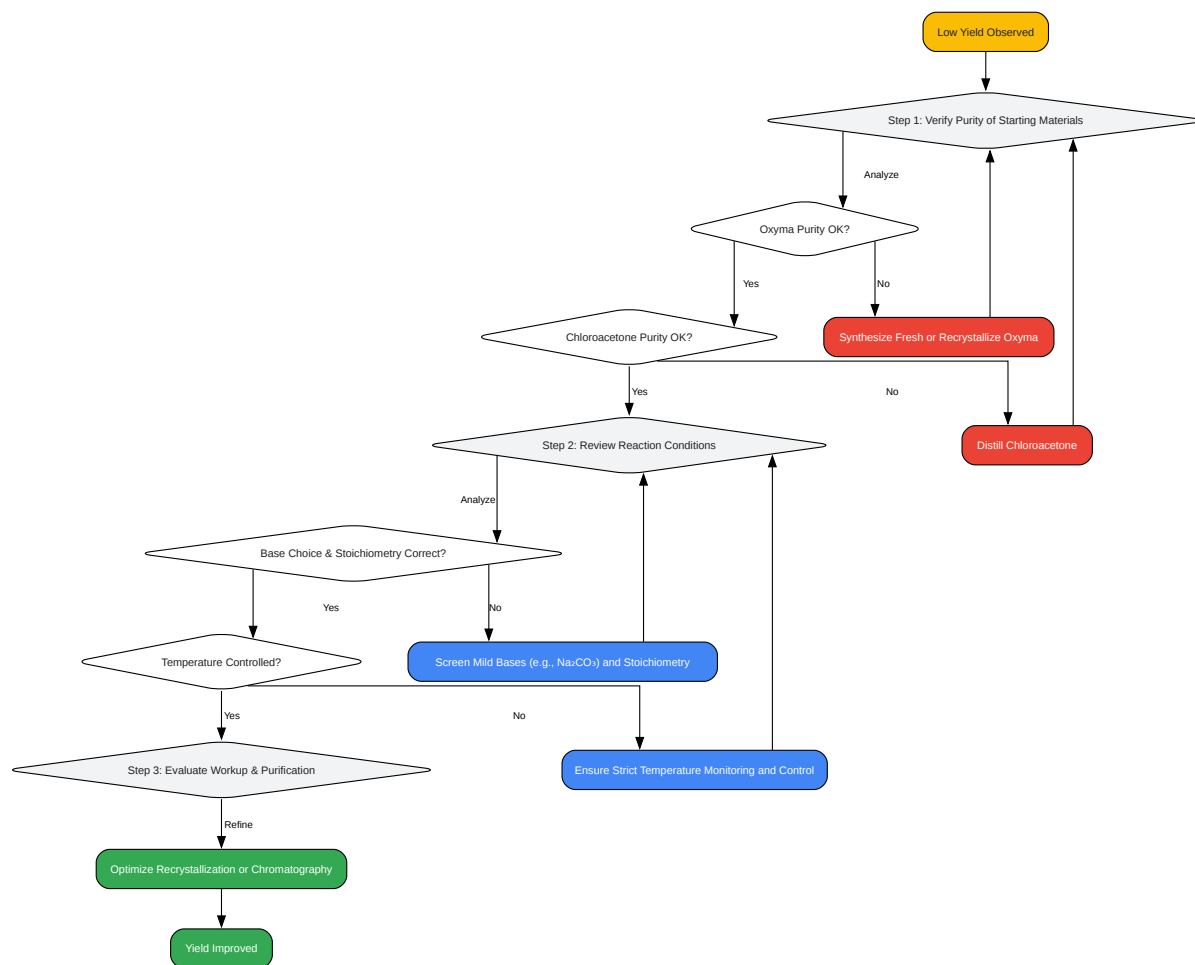 Low Yield Observed
Step 1: Verify Purity of Starting Materials
Analyze
Oxyma Purity OK?
Yes
No
Chloroacetone Purity OK?
Synthesize Fresh or Recrystallize Oxyma
Yes
No
Step 2: Review Reaction Conditions
Distill Chloroacetone
Analyze
Base Choice & Stoichiometry Correct?
Yes
No
Temperature Controlled?
Screen Mild Bases (e.g., Na₂CO₃) and Stoichiometry
Yes
No
Step 3: Evaluate Workup & Purification
Ensure Strict Temperature Monitoring and Control
Refine
Optimize Recrystallization or Chromatography
Yield Improved